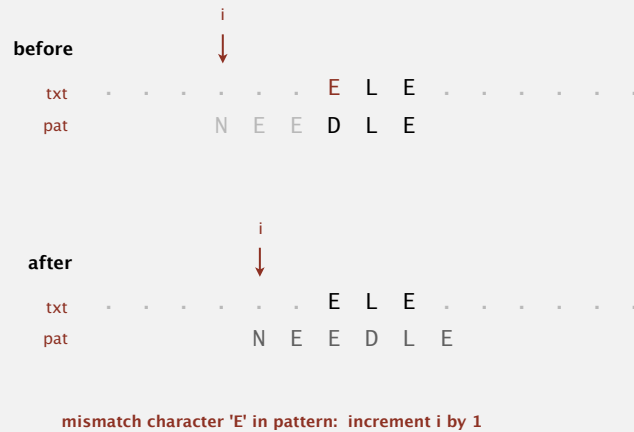 i
before
txt . . . . . . E L E . . . . . .
pat N E E D L E
i
after
txt . . . . . . E L E . . . . . .
pat N E E D L E
mismatch character 'E' in pattern: increment i by 1